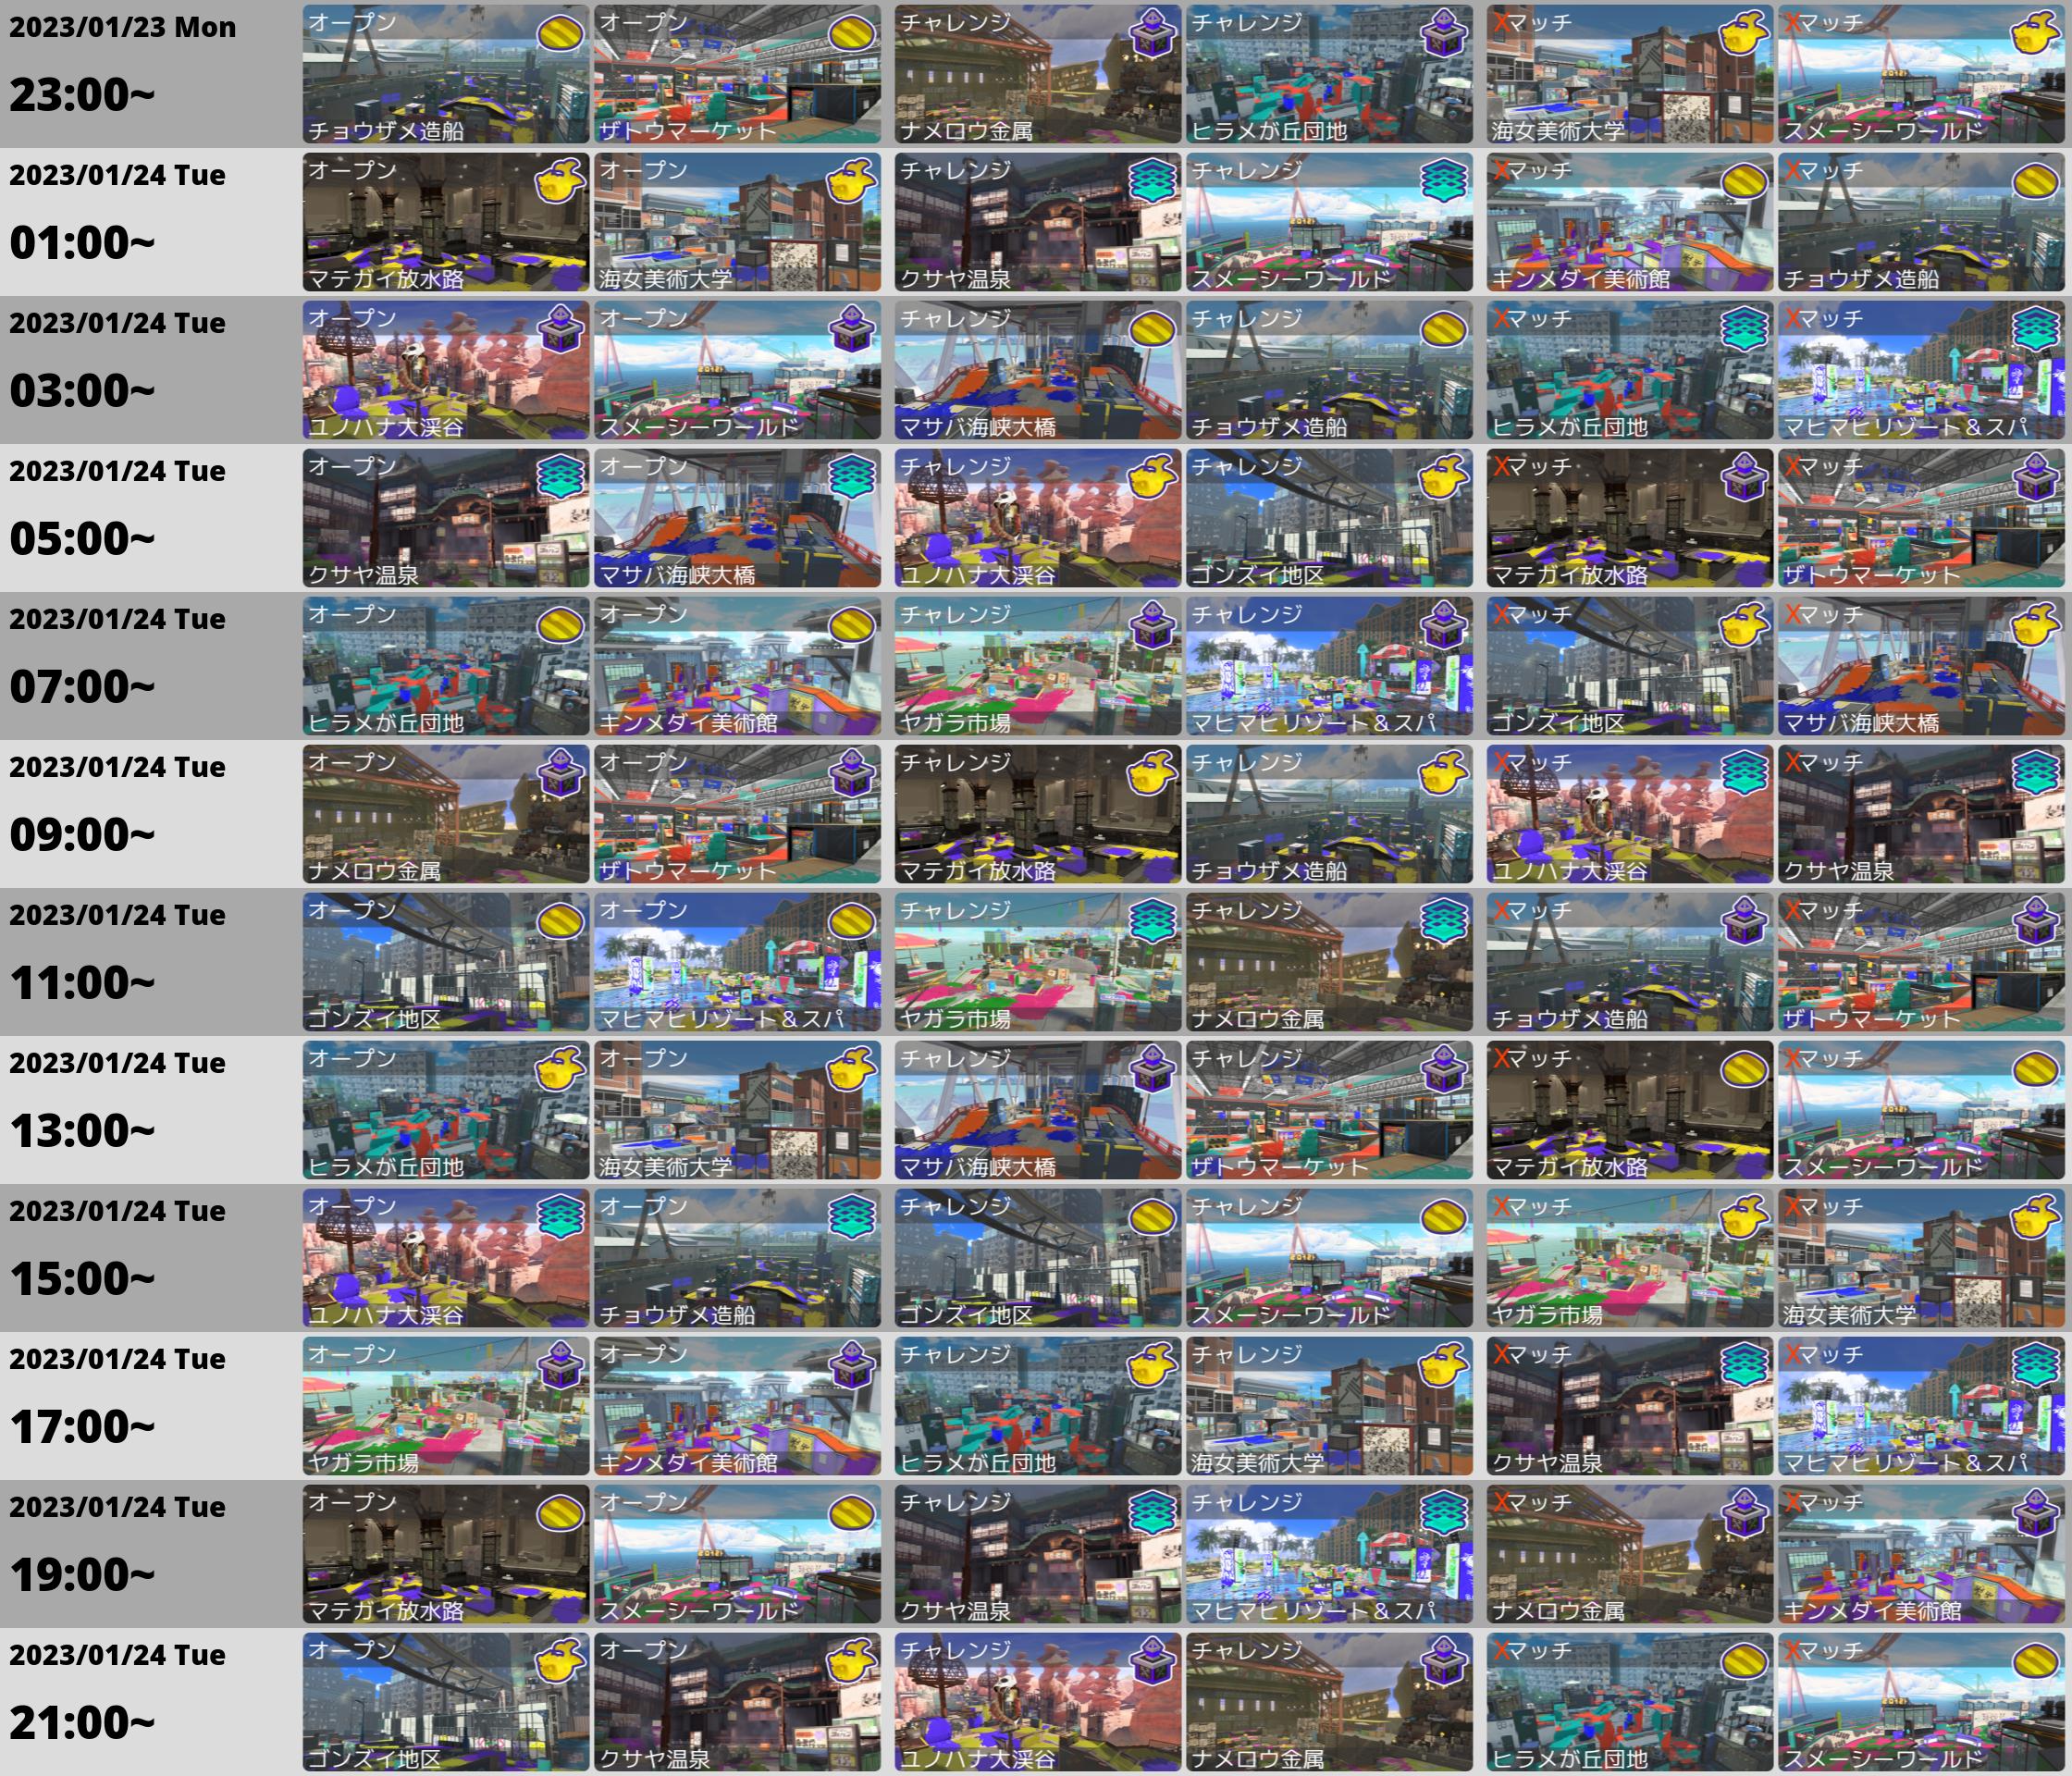 2023/01/23 Mon
23:00~
オープン オープン チャレンジ チャレンジ Xマッチ Xマッチ
チョウザメ造船 ザトウマーケット ナメロウ金属 ヒラメが丘団地 海女美術大学 スメーシーワールド
2023/01/24 Tue
01:00~
オープン オープン チャレンジ チャレンジ Xマッチ Xマッチ
マテガイ放水路 海女美術大学 クサヤ温泉 スメーシーワールド キンメダイ美術館 チョウザメ造船
2023/01/24 Tue
03:00~
オープン オープン チャレンジ チャレンジ Xマッチ Xマッチ
ユノハナ大渓谷 スメーシーワールド マサバ海峡大橋 チョウザメ造船 ヒラメが丘団地 マヒマヒリゾート&スパ
2023/01/24 Tue
05:00~
オープン オープン チャレンジ チャレンジ Xマッチ Xマッチ
クサヤ温泉 マサバ海峡大橋 ユノハナ大渓谷 ゴンズイ地区 マテガイ放水路 ザトウマーケット
2023/01/24 Tue
07:00~
オープン オープン チャレンジ チャレンジ Xマッチ Xマッチ
ヒラメが丘団地 キンメダイ美術館 ヤガラ市場 マヒマヒリゾート&スパ ゴンズイ地区 マサバ海峡大橋
2023/01/24 Tue
09:00~
オープン オープン チャレンジ チャレンジ Xマッチ Xマッチ
ナメロウ金属 ザトウマーケット マテガイ放水路 チョウザメ造船 ユノハナ大渓谷 クサヤ温泉
2023/01/24 Tue
11:00~
オープン オープン チャレンジ チャレンジ Xマッチ Xマッチ
ゴンズイ地区 マヒマヒリゾート&スパ ヤガラ市場 ナメロウ金属 チョウザメ造船 ザトウマーケット
2023/01/24 Tue
13:00~
オープン オープン チャレンジ チャレンジ Xマッチ Xマッチ
ヒラメが丘団地 海女美術大学 マサバ海峡大橋 ザトウマーケット マテガイ放水路 スメーシーワールド
2023/01/24 Tue
15:00~
オープン オープン チャレンジ チャレンジ Xマッチ Xマッチ
ユノハナ大渓谷 チョウザメ造船 ゴンズイ地区 スメーシーワールド ヤガラ市場 海女美術大学
2023/01/24 Tue
17:00~
オープン オープン チャレンジ チャレンジ Xマッチ Xマッチ
ヤガラ市場 キンメダイ美術館 ヒラメが丘団地 海女美術大学 クサヤ温泉 マヒマヒリゾート&スパ
2023/01/24 Tue
19:00~
オープン オープン チャレンジ チャレンジ Xマッチ Xマッチ
マテガイ放水路 スメーシーワールド クサヤ温泉 マヒマヒリゾート&スパ ナメロウ金属 キンメダイ美術館
2023/01/24 Tue
21:00~
オープン オープン チャレンジ チャレンジ Xマッチ Xマッチ
ゴンズイ地区 クサヤ温泉 ユノハナ大渓谷 ナメロウ金属 ヒラメが丘団地 スメーシーワールド